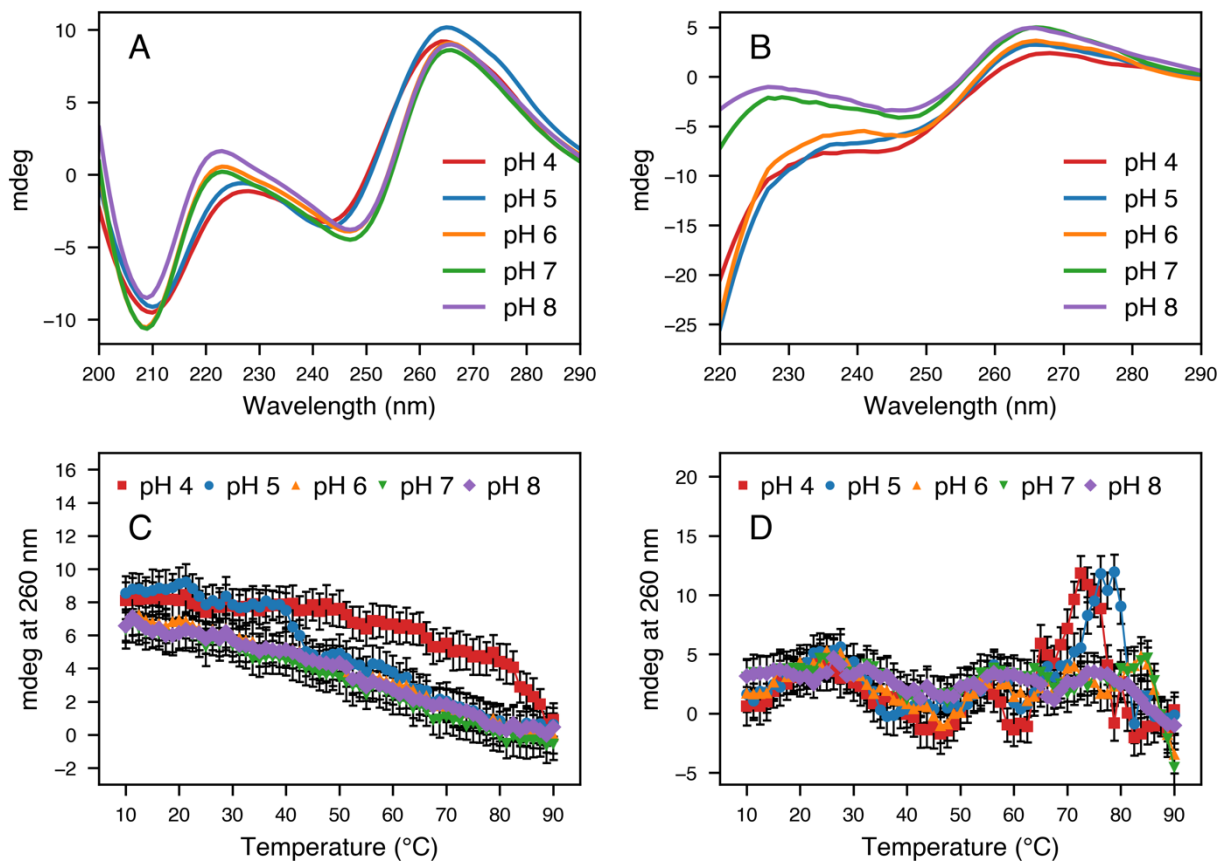 A
mdeg
10
5
0
−5
−10
pH 4
pH 5
pH 6
pH 7
pH 8
200 210 220 230 240 250 260 270 280 290
Wavelength (nm)
B
mdeg
5
0
−5
−10
−15
−20
−25
pH 4
pH 5
pH 6
pH 7
pH 8
220 230 240 250 260 270 280 290
Wavelength (nm)
C
mdeg at 260 nm
16
14
12
10
8
6
4
2
0
−2
pH 4 pH 5 pH 6 pH 7 pH 8
10 20 30 40 50 60 70 80 90
Temperature (°C)
D
mdeg at 260 nm
20
15
10
5
0
−5
pH 4 pH 5 pH 6 pH 7 pH 8
10 20 30 40 50 60 70 80 90
Temperature (°C)